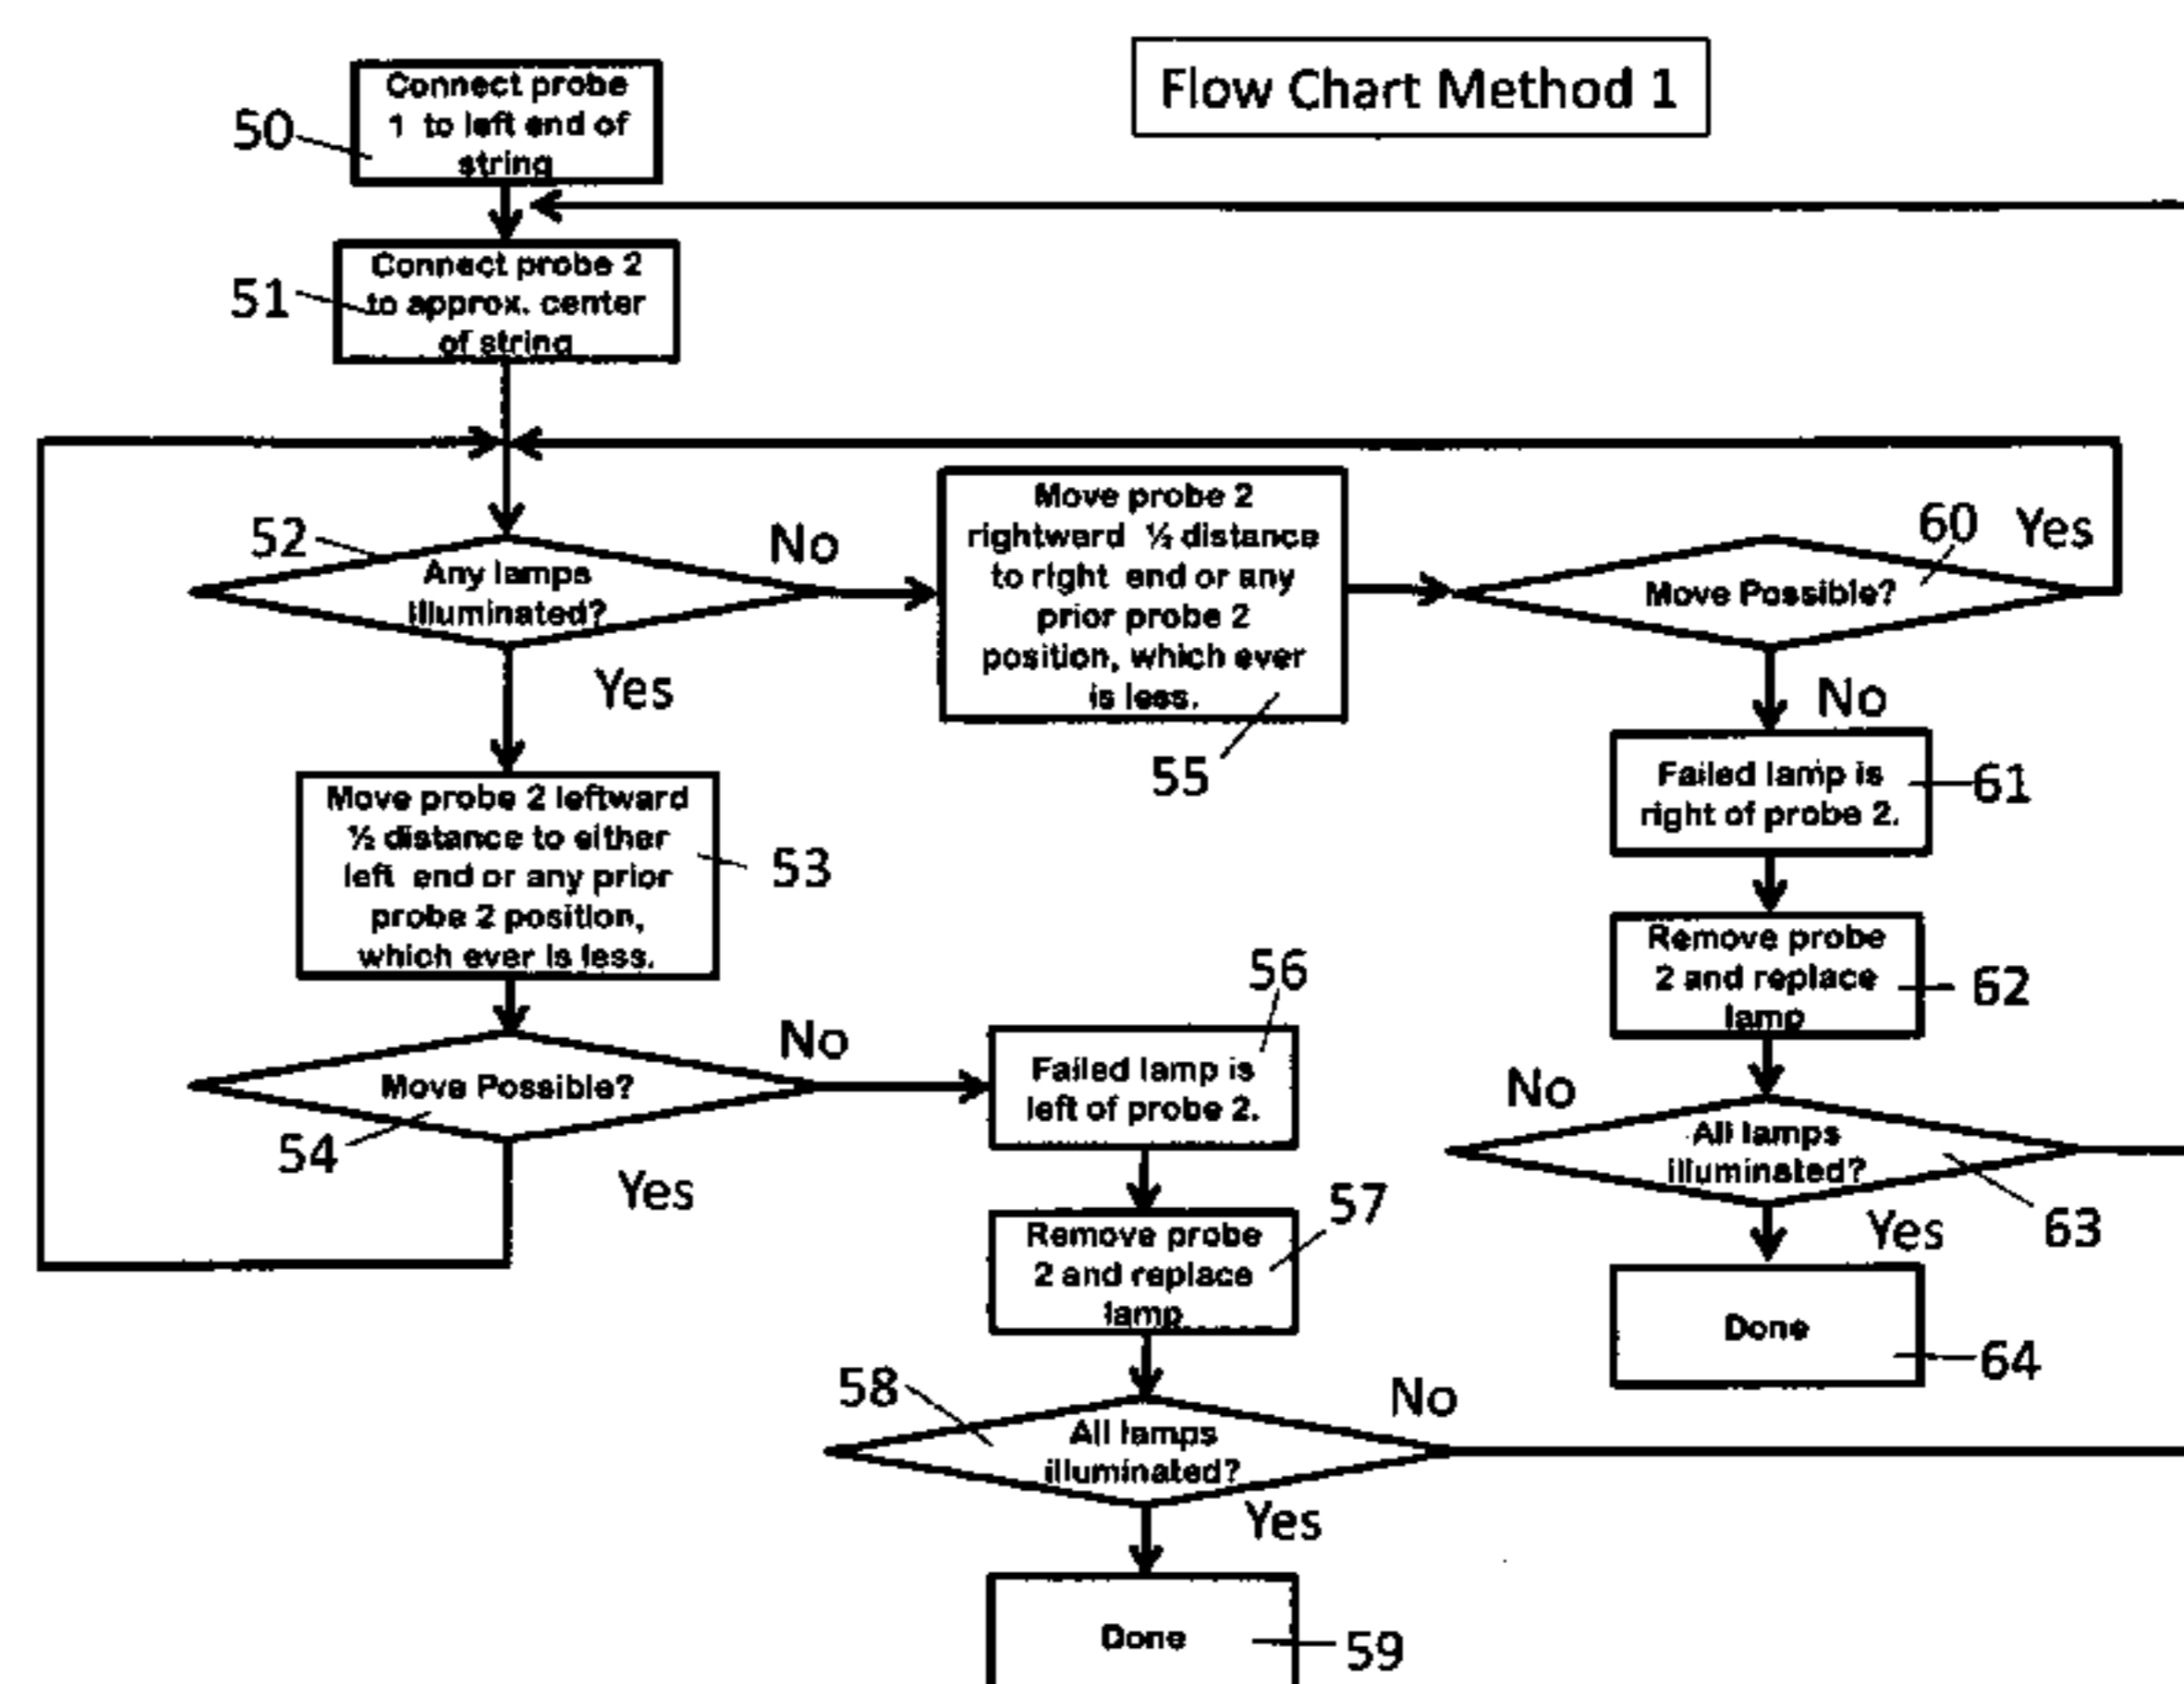 Flow Chart Method 1
50
Connect probe
1 to left end of
string
51
Connect probe 2
to approx. center
of string
52
Any lamps
illuminated?
No
Yes
Move probe 2
rightward ½ distance
to right end or any
prior probe 2
position, which ever
is less.
55
60
Yes
Move Possible?
No
Failed lamp is
right of probe 2.
61
Remove probe
2 and replace
lamp
62
No
All lamps
illuminated?
63
Yes
Done
64
Move probe 2 leftward
½ distance to either
left end or any prior
probe 2 position,
which ever is less.
53
Move Possible?
54
No
Yes
56
Failed lamp is
left of probe 2.
57
Remove probe
2 and replace
lamp
58
All lamps
illuminated?
No
Yes
Done
59